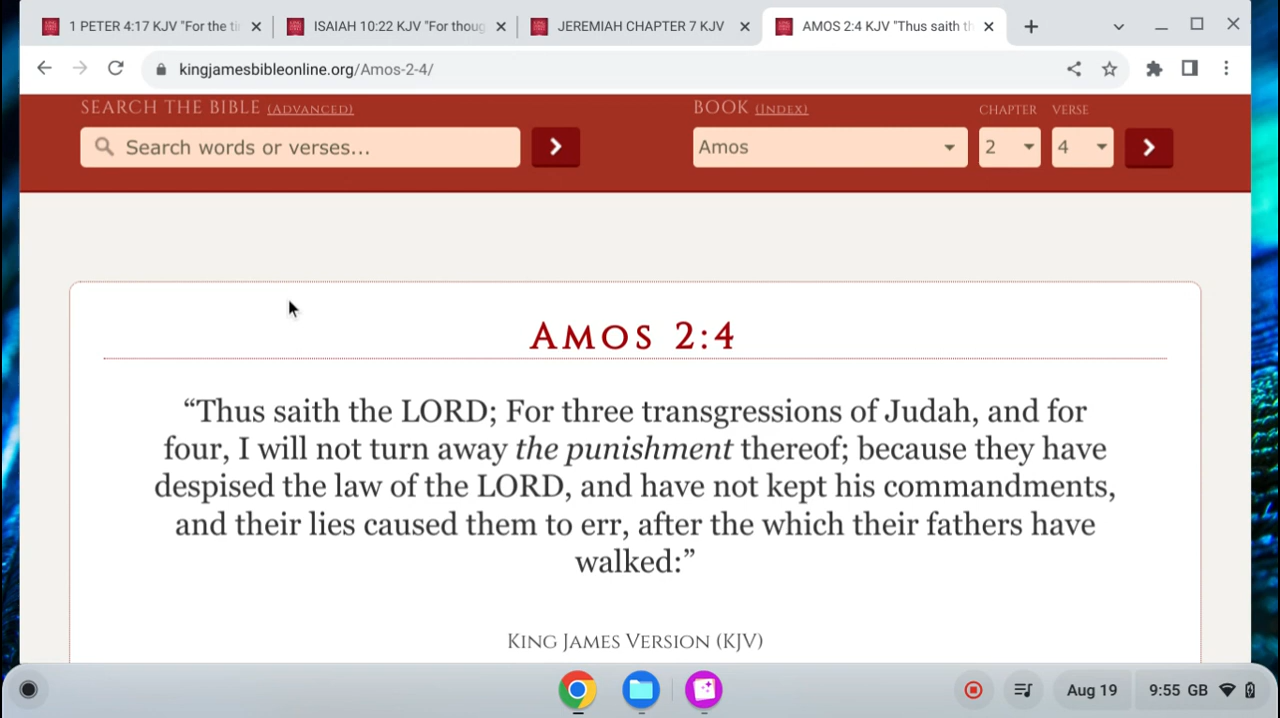 1 PETER 4:17 KJV "For the ti
ISAIAH 10:22 KJV "For thoug
JEREMIAH CHAPTER 7 KJV
AMOS 2:4 KJV "Thus saith th
kingjamesbibleonline.org/Amos-2-4/
SEARCH THE BIBLE (ADVANCED)
BOOK (INDEX)
CHAPTER
VERSE
Search words or verses...
Amos
2
4
AMOS 2:4
“Thus saith the LORD; For three transgressions of Judah, and for
four, I will not turn away the punishment thereof; because they have
despised the law of the LORD, and have not kept his commandments,
and their lies caused them to err, after the which their fathers have
walked:”
KING JAMES VERSION (KJV)
Aug 19
9:55 GB